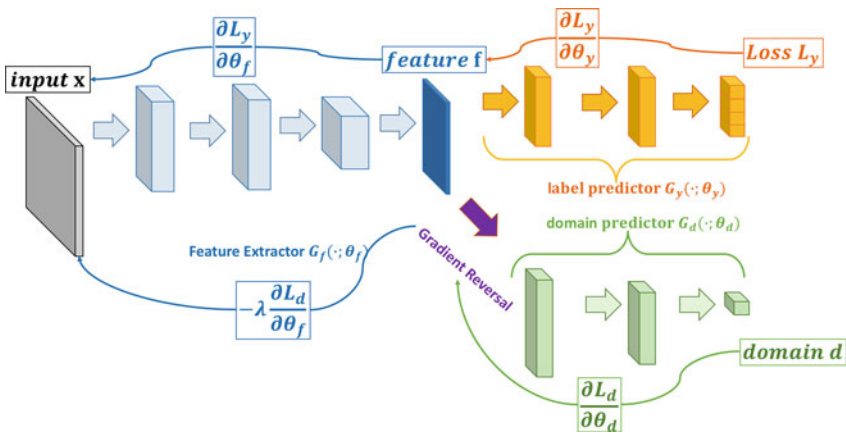 ∂L_y
∂θ_f
∂L_y
∂θ_y
input x
feature f
Loss L_y
label predictor G_y(·; θ_y)
domain predictor G_d(·; θ_d)
Feature Extractor G_f(·; θ_f)
Gradient Reversal
−λ ∂L_d
∂θ_f
domain d
∂L_d
∂θ_d